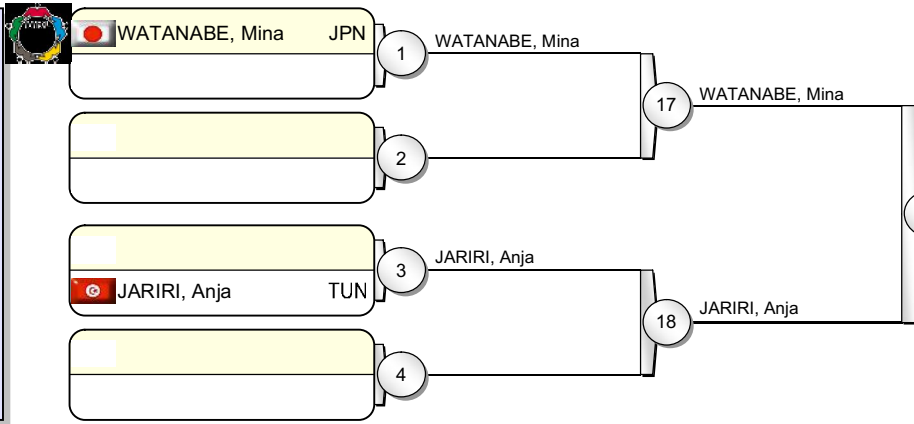 WATANABE, Mina JPN
1
WATANABE, Mina
17
WATANABE, Mina
2
JARIRI, Anja TUN
3
JARIRI, Anja
18
JARIRI, Anja
4